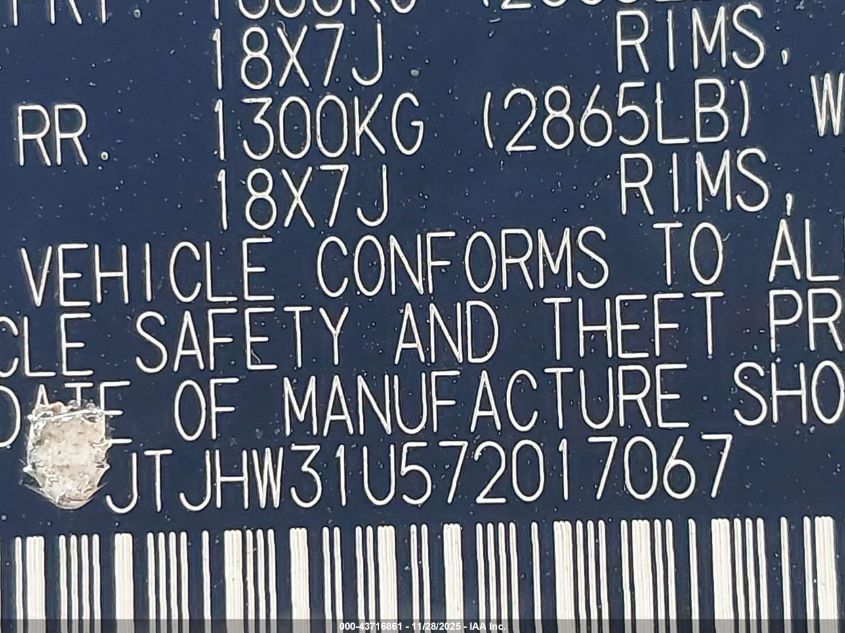 18X7J RIMS,
RR. 1300KG (2865LB) W
18X7J RIMS,
VEHICLE CONFORMS TO AL
CLE SAFETY AND THEFT PR
DATE OF MANUFACTURE SHO
JTJHW31U572017067
000-43716861 - 11/28/2025 - IAA Inc.